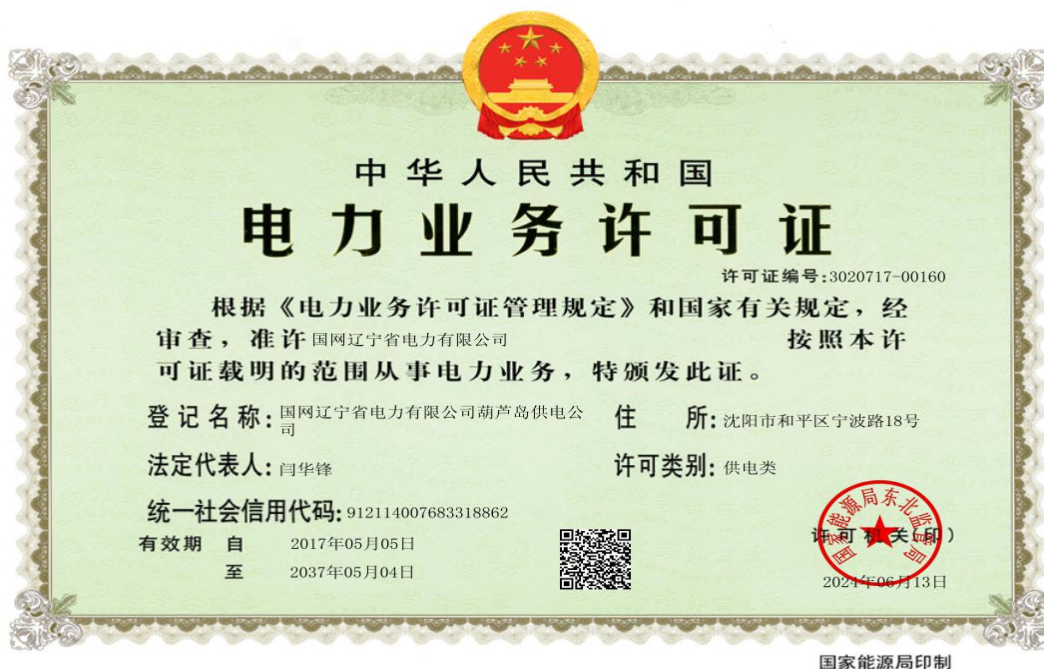 中华人民共和国
电力业务许可证
许可证编号:3020717-00160
根据《电力业务许可证管理规定》和国家有关规定，经
审查，准许国网辽宁省电力有限公司 按照本许
可证载明的范围从事电力业务，特颁发此证。
登记名称:国网辽宁省电力有限公司葫芦岛供电公
司
住 所:沈阳市和平区宁波路18号
法定代表人:闫华锋
许可类别:供电类
统一社会信用代码:912114007683318862
有效期 自 2017年05月05日
至 2037年05月04日
国家能源局东北监管局
许可机关(印)
2024年06月13日
国家能源局印制